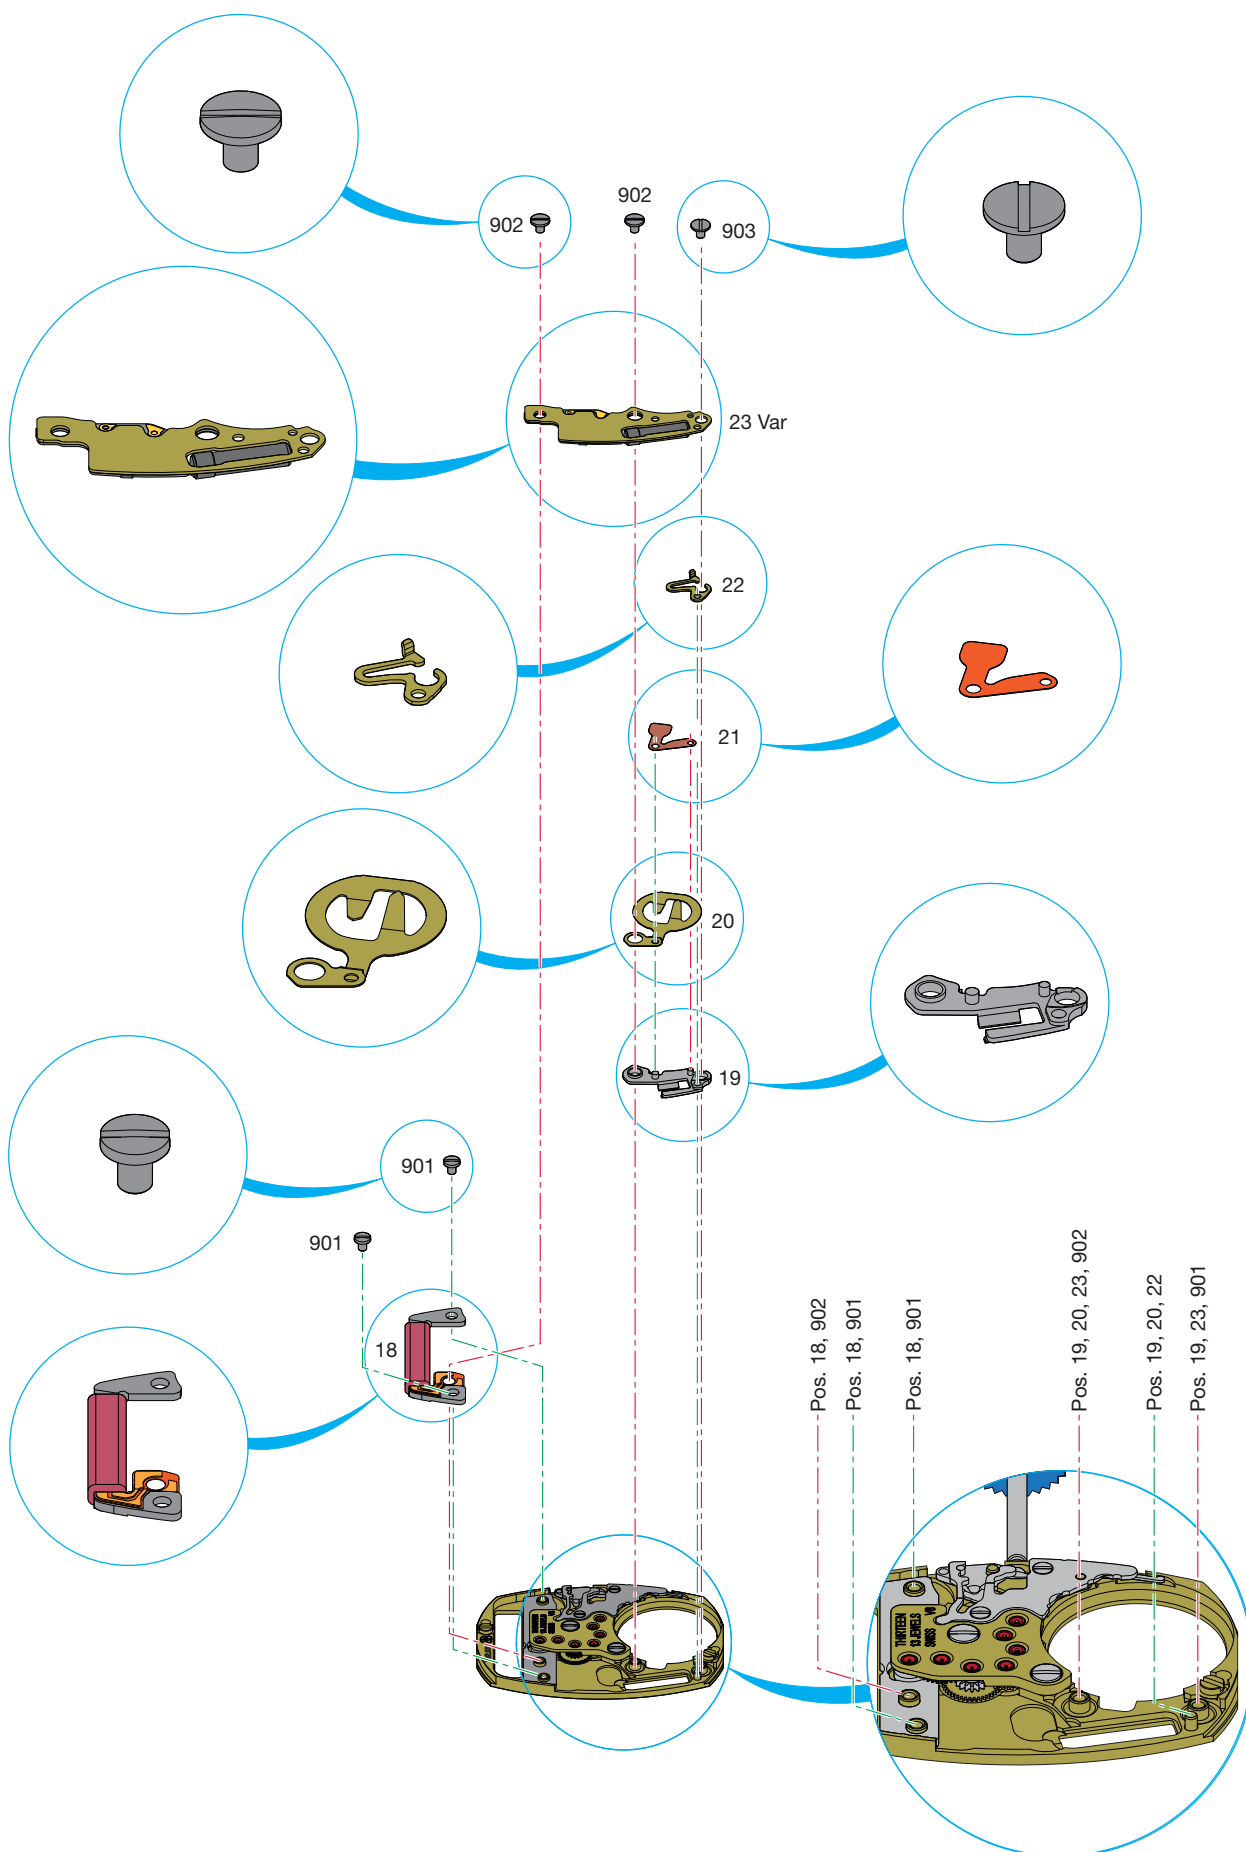 902
902
903
23 Var
22
21
20
19
901
901
18
Pos. 18, 902
Pos. 18, 901
Pos. 18, 901
Pos. 19, 20, 23, 902
Pos. 19, 20, 22
Pos. 19, 23, 901
THIRTEEN
13 JEWELS
SWISS
V8